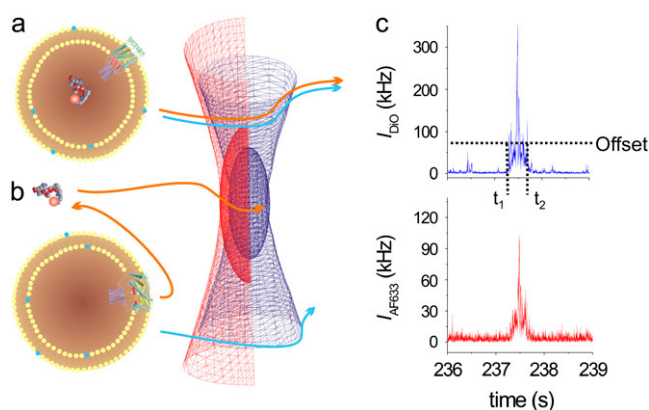 a
b
c
I_DiO (kHz)
350
300
200
100
0
Offset
t₁ t₂
I_AF633 (kHz)
120
90
60
30
0
236 237 238 239
time (s)